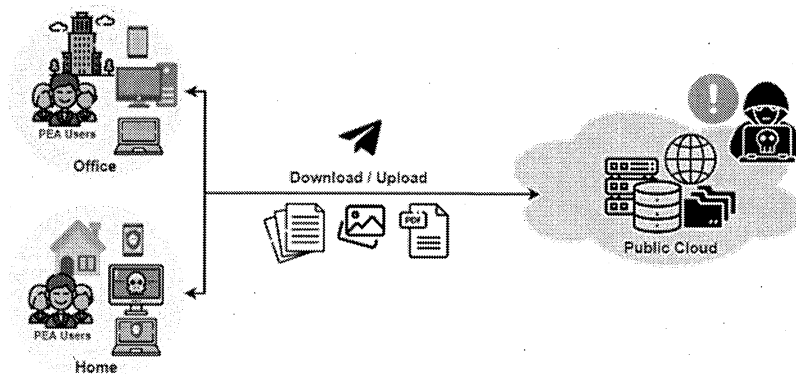 PEA Users
Office
Download / Upload
PDF
Public Cloud
PEA Users
Home